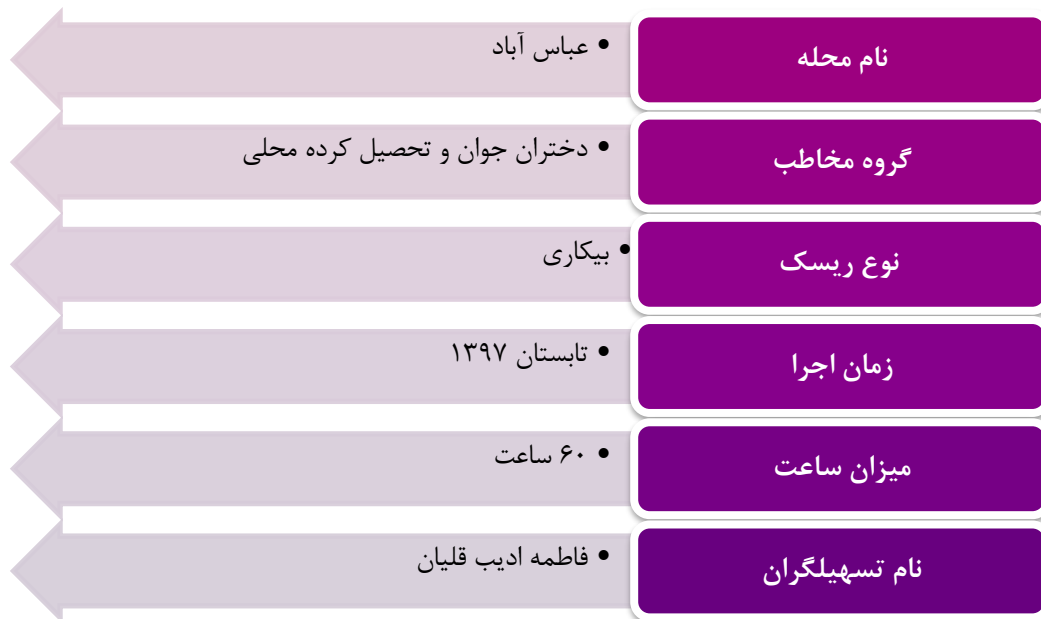 نام محله
• عباس آباد
گروه مخاطب
• دختران جوان و تحصیل کرده محلی
نوع ریسک
• بیکاری
زمان اجرا
• تابستان ۱۳۹۷
میزان ساعت
• ۶۰ ساعت
نام تسهیلگران
• فاطمه ادیب قلیان